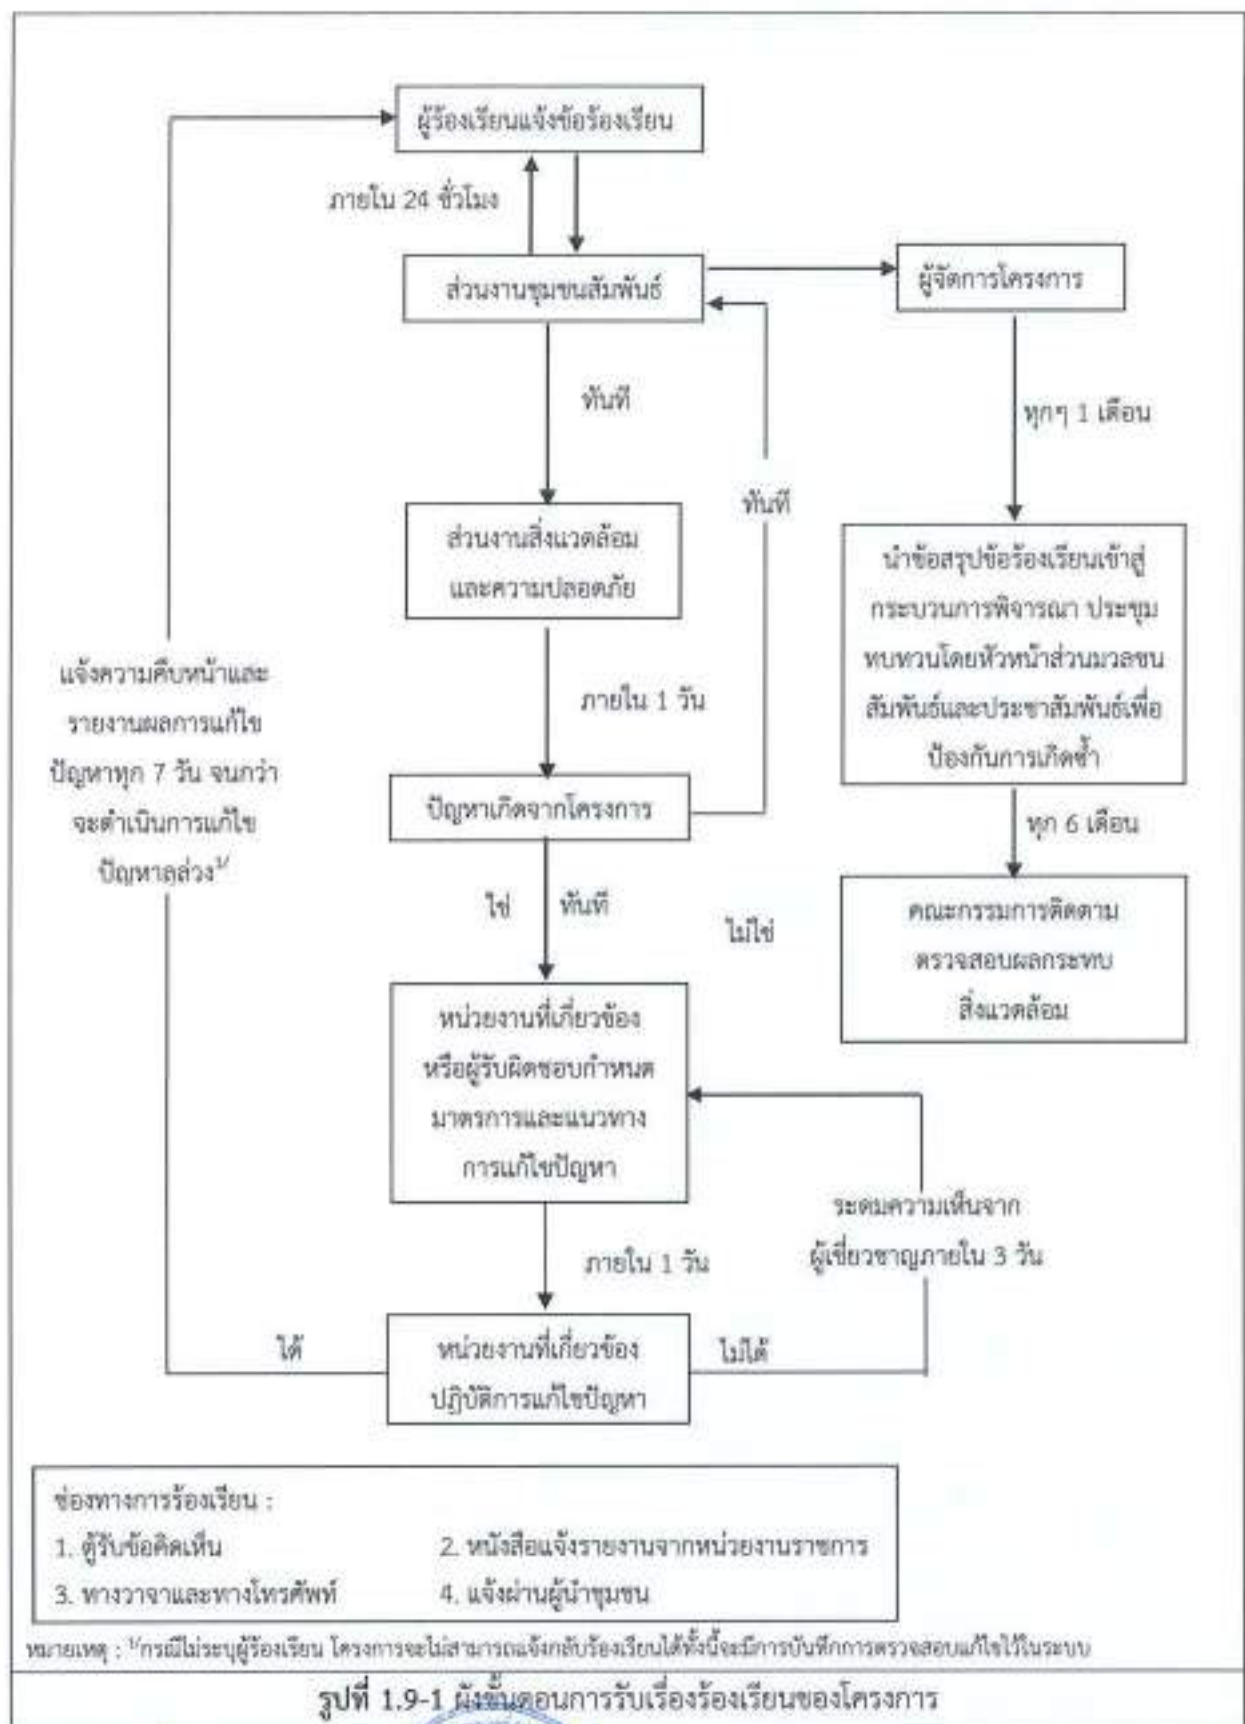 ผู้ร้องเรียนแจ้งข้อร้องเรียน
ภายใน 24 ชั่วโมง
ส่วนงานชุมชนสัมพันธ์
ผู้จัดการโครงการ
ทันที
ทุกๆ 1 เดือน
ทันที
ส่วนงานสิ่งแวดล้อม
และความปลอดภัย
นำข้อสรุปข้อร้องเรียนเข้าสู่
กระบวนการพิจารณา ประชุม
ทบทวนโดยหัวหน้าส่วนมวลชน
สัมพันธ์และประชาสัมพันธ์เพื่อ
ป้องกันการเกิดซ้ำ
แจ้งความคืบหน้าและ
รายงานผลการแก้ไข
ปัญหาทุก 7 วัน จนกว่า
จะดำเนินการแก้ไข
ปัญหาลุล่วง1/
ภายใน 1 วัน
ปัญหาเกิดจากโครงการ
ทุก 6 เดือน
ใช่ ทันที
ไม่ใช่
คณะกรรมการติดตาม
ตรวจสอบผลกระทบ
สิ่งแวดล้อม
หน่วยงานที่เกี่ยวข้อง
หรือผู้รับผิดชอบกำหนด
มาตรการและแนวทาง
การแก้ไขปัญหา
ระดมความเห็นจาก
ผู้เชี่ยวชาญภายใน 3 วัน
ภายใน 1 วัน
ได้
หน่วยงานที่เกี่ยวข้อง
ปฏิบัติการแก้ไขปัญหา
ไม่ได้
ช่องทางการร้องเรียน :
1. ตู้รับข้อคิดเห็น 2. หนังสือแจ้งรายงานจากหน่วยงานราชการ
3. ทางวาจาและทางโทรศัพท์ 4. แจ้งผ่านผู้นำชุมชน
หมายเหตุ : 1/กรณีไม่ระบุผู้ร้องเรียน โครงการจะไม่สามารถแจ้งกลับร้องเรียนได้ทั้งนี้จะมีการบันทึกการตรวจสอบแก้ไขไว้ในระบบ
รูปที่ 1.9-1 ผังขั้นตอนการรับเรื่องร้องเรียนของโครงการ